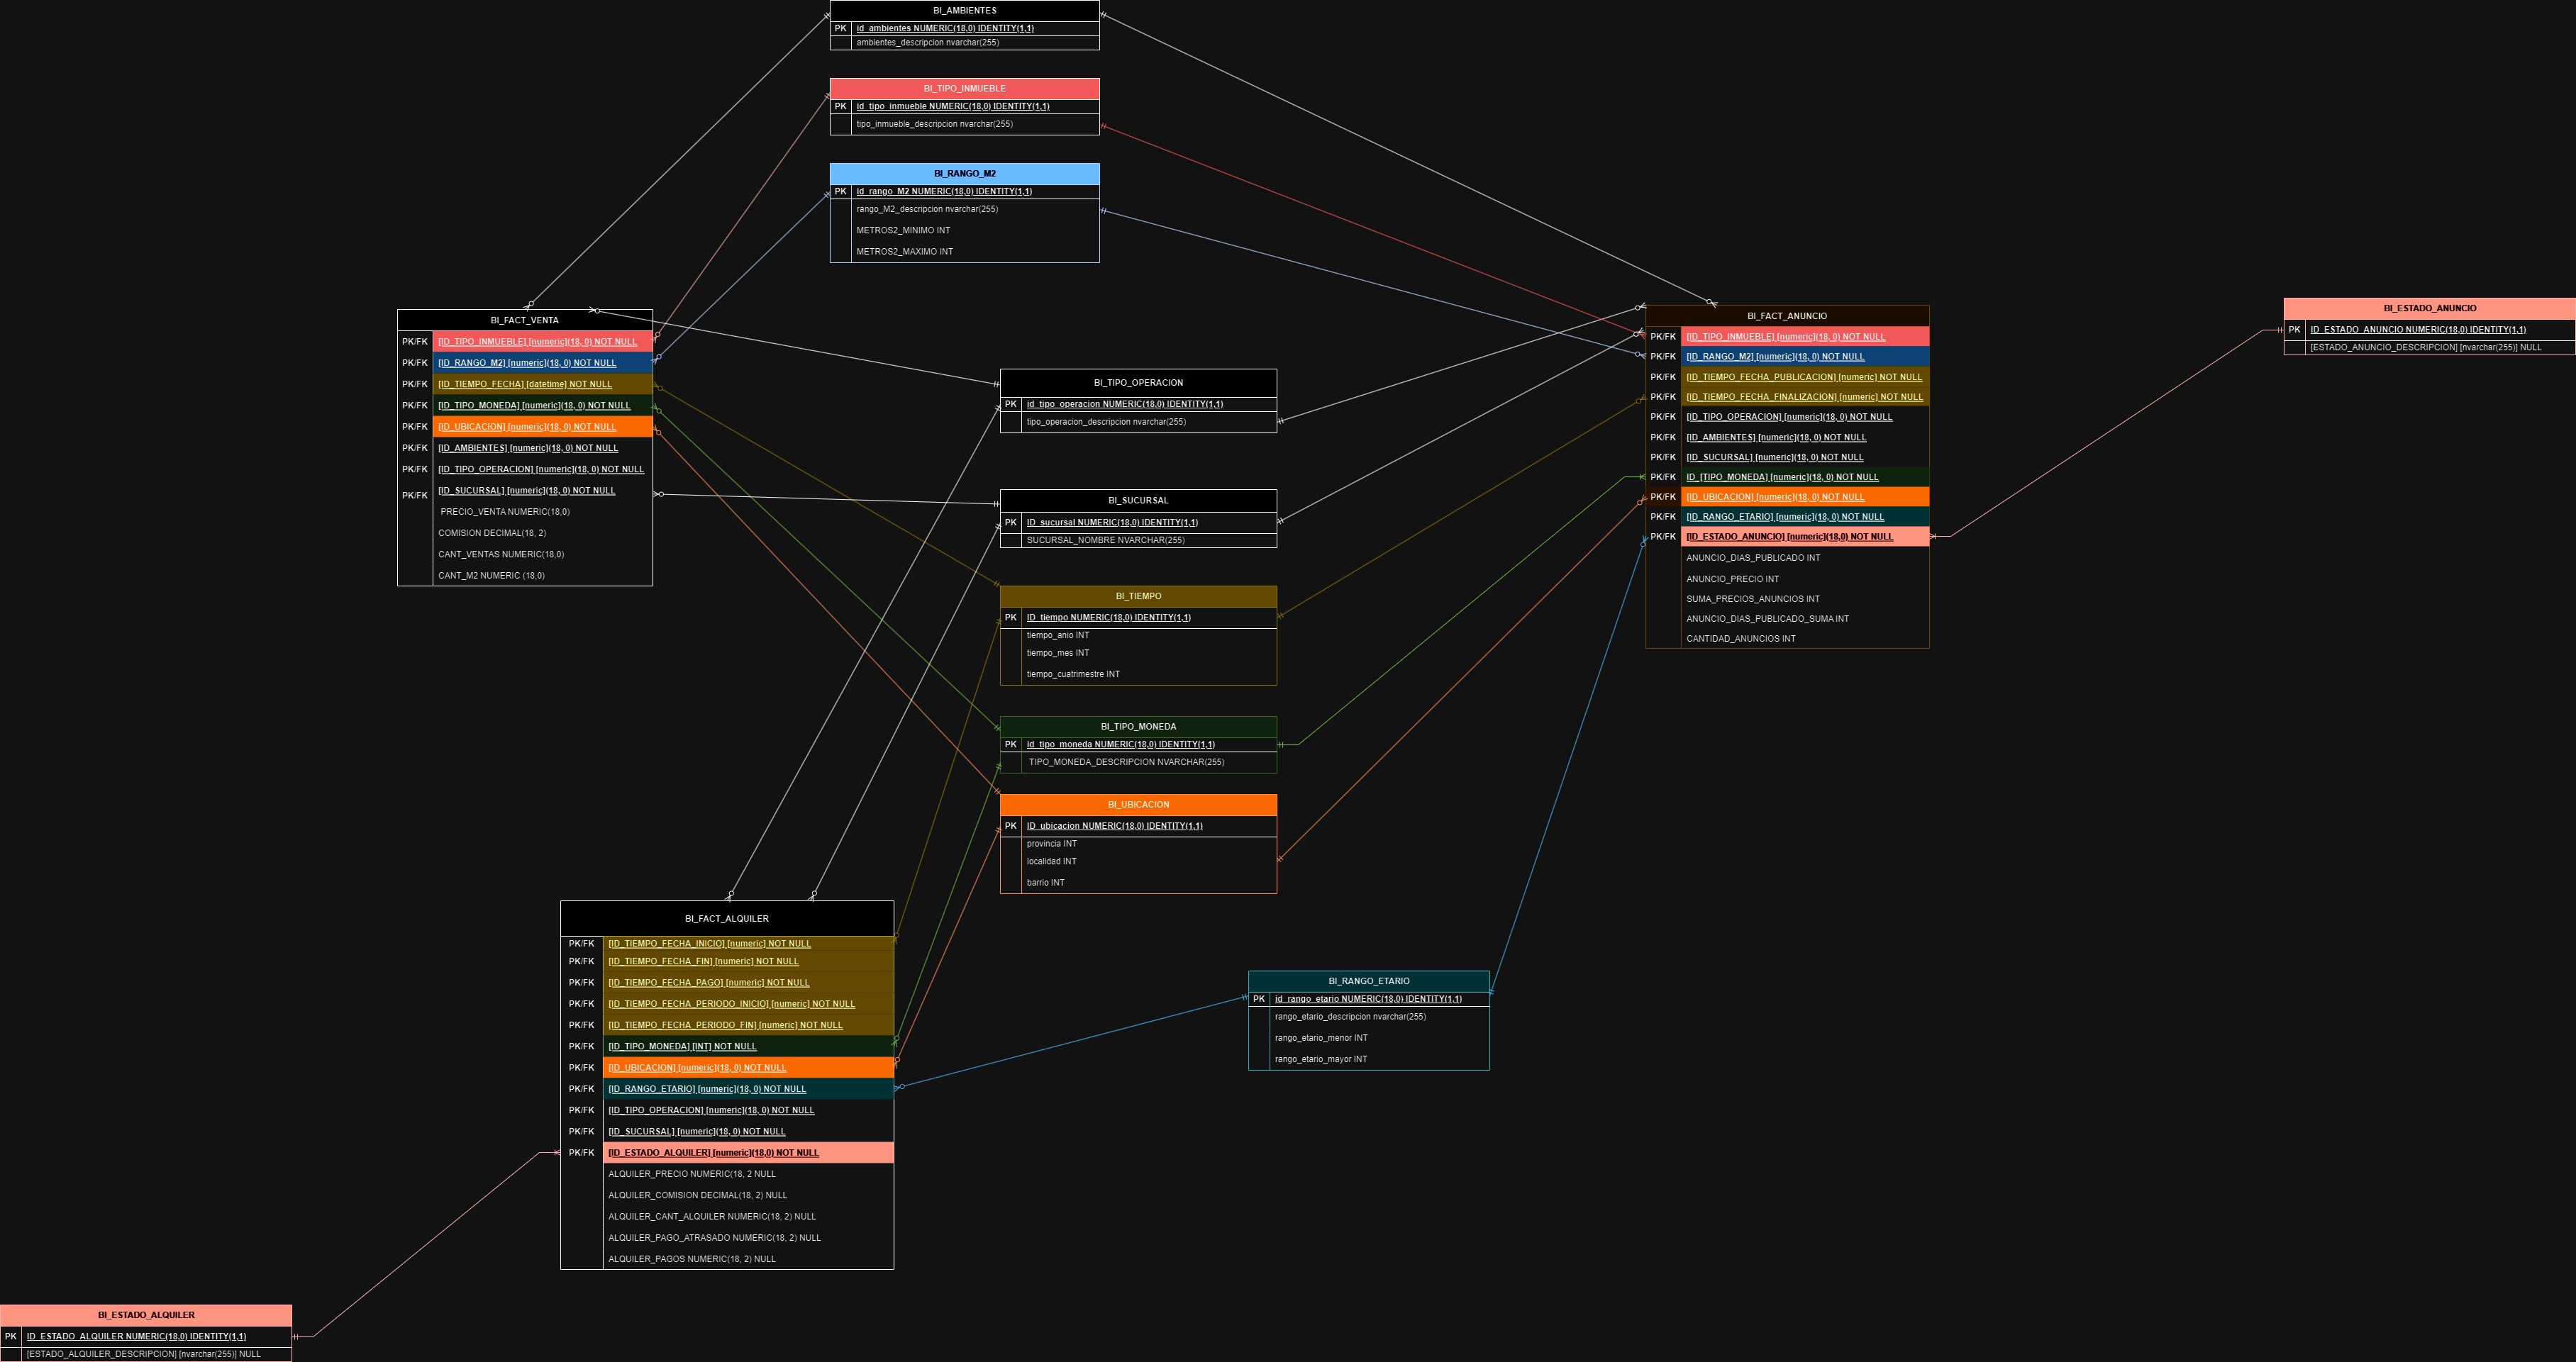 BI_AMBIENTES
PK id_ambientes NUMERIC(18,0) IDENTITY(1,1)
ambientes_descripcion nvarchar(255)
BI_TIPO_INMUEBLE
PK id_tipo_inmueble NUMERIC(18,0) IDENTITY(1,1)
tipo_inmueble_descripcion nvarchar(255)
BI_RANGO_M2
PK id_rango_M2 NUMERIC(18,0) IDENTITY(1,1)
rango_M2_descripcion nvarchar(255)
METROS2_MINIMO INT
METROS2_MAXIMO INT
BI_FACT_VENTA
PK/FK [ID_TIPO_INMUEBLE] [numeric](18, 0) NOT NULL
PK/FK [ID_RANGO_M2] [numeric](18, 0) NOT NULL
PK/FK [ID_TIEMPO_FECHA] [datetime] NOT NULL
PK/FK [ID_TIPO_MONEDA] [numeric](18, 0) NOT NULL
PK/FK [ID_UBICACION] [numeric](18, 0) NOT NULL
PK/FK [ID_AMBIENTES] [numeric](18, 0) NOT NULL
PK/FK [ID_TIPO_OPERACION] [numeric](18, 0) NOT NULL
PK/FK [ID_SUCURSAL] [numeric](18, 0) NOT NULL
PRECIO_VENTA NUMERIC(18,0)
COMISION DECIMAL(18, 2)
CANT_VENTAS NUMERIC(18,0)
CANT_M2 NUMERIC (18,0)
BI_TIPO_OPERACION
PK id_tipo_operacion NUMERIC(18,0) IDENTITY(1,1)
tipo_operacion_descripcion nvarchar(255)
BI_SUCURSAL
PK ID_sucursal NUMERIC(18,0) IDENTITY(1,1)
SUCURSAL_NOMBRE NVARCHAR(255)
BI_TIEMPO
PK ID_tiempo NUMERIC(18,0) IDENTITY(1,1)
tiempo_anio INT
tiempo_mes INT
tiempo_cuatrimestre INT
BI_TIPO_MONEDA
PK id_tipo_moneda NUMERIC(18,0) IDENTITY(1,1)
TIPO_MONEDA_DESCRIPCION NVARCHAR(255)
BI_UBICACION
PK ID_ubicacion NUMERIC(18,0) IDENTITY(1,1)
provincia INT
localidad INT
barrio INT
BI_FACT_ANUNCIO
PK/FK [ID_TIPO_INMUEBLE] [numeric](18, 0) NOT NULL
PK/FK [ID_RANGO_M2] [numeric](18, 0) NOT NULL
PK/FK [ID_TIEMPO_FECHA_PUBLICACION] [numeric] NOT NULL
PK/FK [ID_TIEMPO_FECHA_FINALIZACION] [numeric] NOT NULL
PK/FK [ID_TIPO_OPERACION] [numeric](18, 0) NOT NULL
PK/FK [ID_AMBIENTES] [numeric](18, 0) NOT NULL
PK/FK [ID_SUCURSAL] [numeric](18, 0) NOT NULL
PK/FK ID_[TIPO_MONEDA] [numeric](18, 0) NOT NULL
PK/FK [ID_UBICACION] [numeric](18, 0) NOT NULL
PK/FK [ID_RANGO_ETARIO] [numeric](18, 0) NOT NULL
PK/FK [ID_ESTADO_ANUNCIO] [numeric](18,0) NOT NULL
ANUNCIO_DIAS_PUBLICADO INT
ANUNCIO_PRECIO INT
SUMA_PRECIOS_ANUNCIOS INT
ANUNCIO_DIAS_PUBLICADO_SUMA INT
CANTIDAD_ANUNCIOS INT
BI_ESTADO_ANUNCIO
PK ID_ESTADO_ANUNCIO NUMERIC(18,0) IDENTITY(1,1)
[ESTADO_ANUNCIO_DESCRIPCION] [nvarchar(255)] NULL
BI_FACT_ALQUILER
PK/FK [ID_TIEMPO_FECHA_INICIO] [numeric] NOT NULL
PK/FK [ID_TIEMPO_FECHA_FIN] [numeric] NOT NULL
PK/FK [ID_TIEMPO_FECHA_PAGO] [numeric] NOT NULL
PK/FK [ID_TIEMPO_FECHA_PERIODO_INICIO] [numeric] NOT NULL
PK/FK [ID_TIEMPO_FECHA_PERIODO_FIN] [numeric] NOT NULL
PK/FK [ID_TIPO_MONEDA] [INT] NOT NULL
PK/FK [ID_UBICACION] [numeric](18, 0) NOT NULL
PK/FK [ID_RANGO_ETARIO] [numeric](18, 0) NOT NULL
PK/FK [ID_TIPO_OPERACION] [numeric](18, 0) NOT NULL
PK/FK [ID_SUCURSAL] [numeric](18, 0) NOT NULL
PK/FK [ID_ESTADO_ALQUILER] [numeric](18,0) NOT NULL
ALQUILER_PRECIO NUMERIC(18, 2 NULL
ALQUILER_COMISION DECIMAL(18, 2) NULL
ALQUILER_CANT_ALQUILER NUMERIC(18, 2) NULL
ALQUILER_PAGO_ATRASADO NUMERIC(18, 2) NULL
ALQUILER_PAGOS NUMERIC(18, 2) NULL
BI_RANGO_ETARIO
PK id_rango_etario NUMERIC(18,0) IDENTITY(1,1)
rango_etario_descripcion nvarchar(255)
rango_etario_menor INT
rango_etario_mayor INT
BI_ESTADO_ALQUILER
PK ID_ESTADO_ALQUILER NUMERIC(18,0) IDENTITY(1,1)
[ESTADO_ALQUILER_DESCRIPCION] [nvarchar(255)] NULL